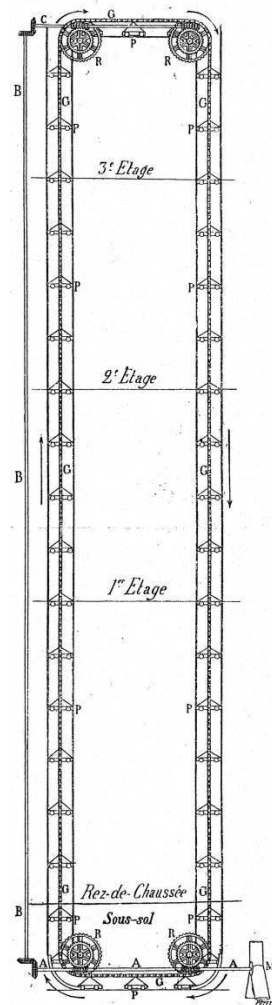 C G
P
R R
B
G G
P P
3e Etage
P P
2e Etage
B G G
1er Etage
P P
G G
Rez-de-Chaussée
P P
Sous-sol
B
R R
A A A M
G
P